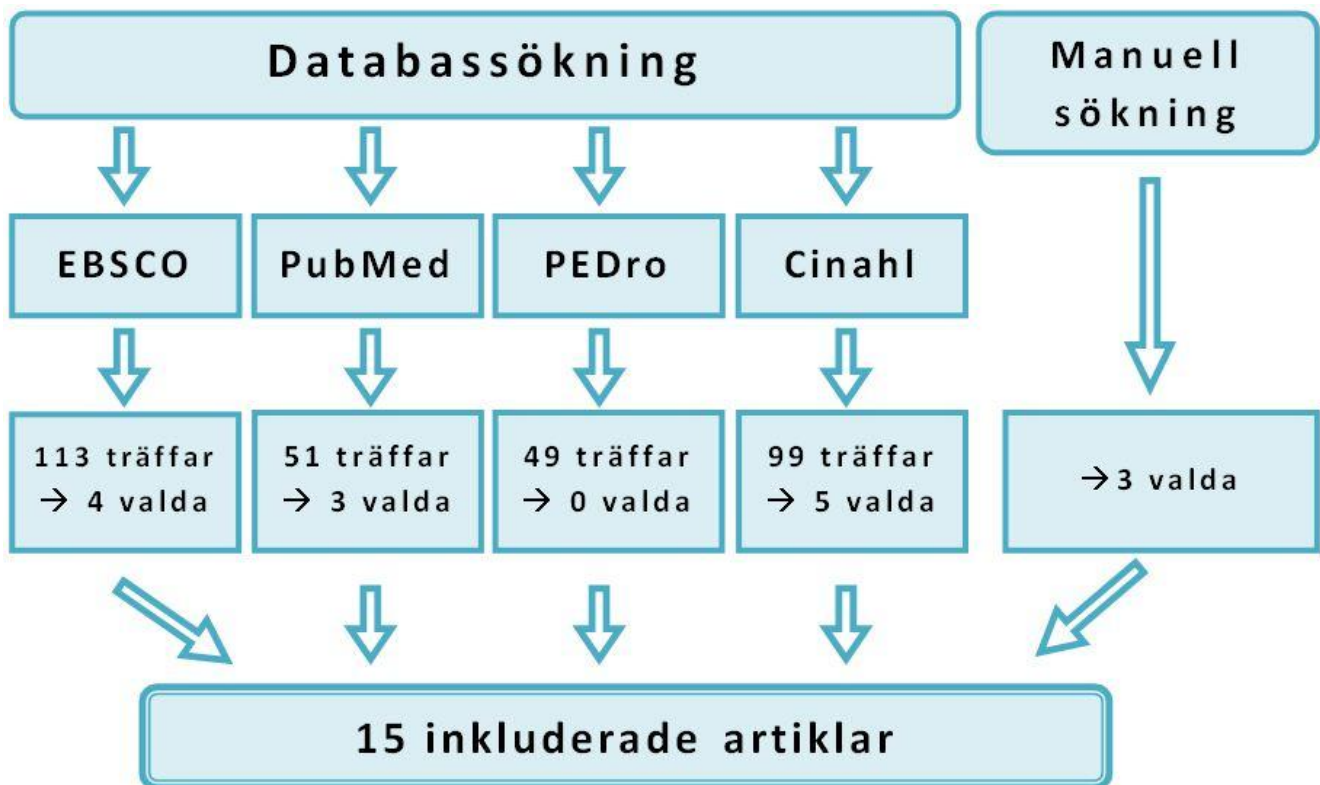 Databassökning
Manuell
sökning
EBSCO
PubMed
PEDro
Cinahl
113 träffar
→ 4 valda
51 träffar
→ 3 valda
49 träffar
→ 0 valda
99 träffar
→ 5 valda
→ 3 valda
15 inkluderade artiklar